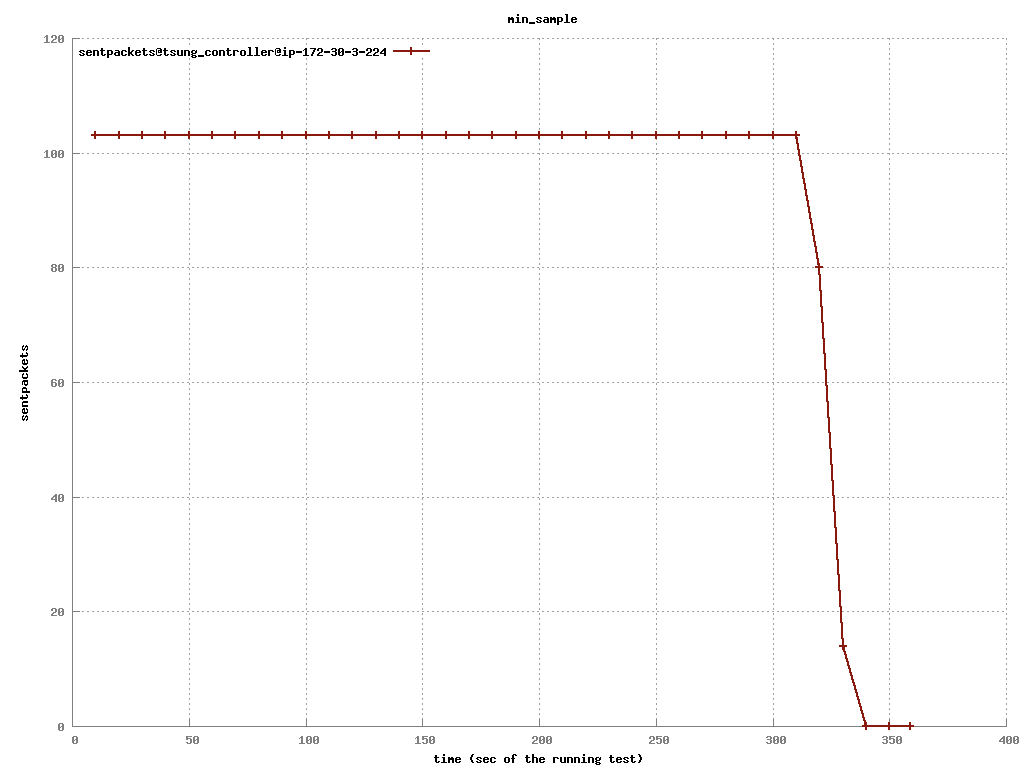 min_sample
120
sentpackets@tsung_controller@ip-172-30-3-224
100
80
60
sentpackets
40
20
0
0 50 100 150 200 250 300 350 400
time (sec of the running test)